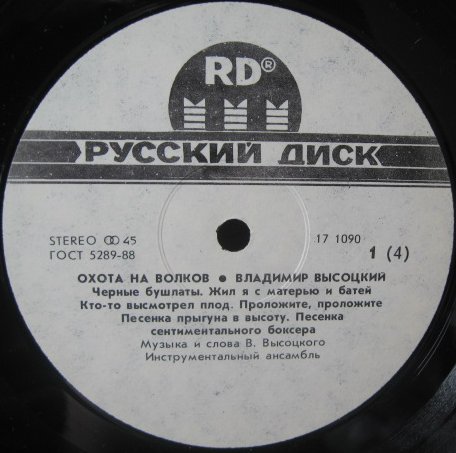 RD®
РУССКИЙ ДИСК
STEREO ꝏ 45
17 1090
ГОСТ 5289-88
1 (4)
ОХОТА НА ВОЛКОВ ● ВЛАДИМИР ВЫСОЦКИЙ
Черные бушлаты. Жил я с матерью и батей
Кто-то высмотрел плод. Проложите, проложите
Песенка прыгуна в высоту. Песенка
сентиментального боксера
Музыка и слова В. Высоцкого
Инструментальный ансамбль